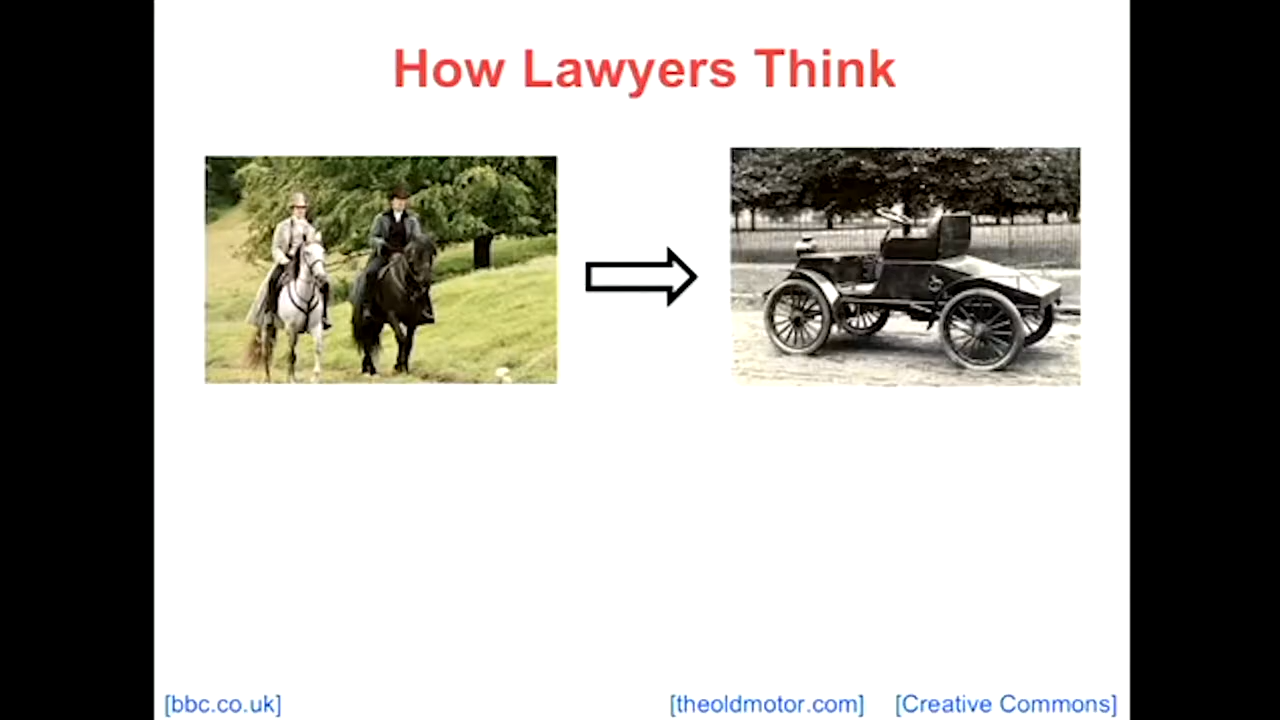 How Lawyers Think
[bbc.co.uk]
[theoldmotor.com]
[Creative Commons]